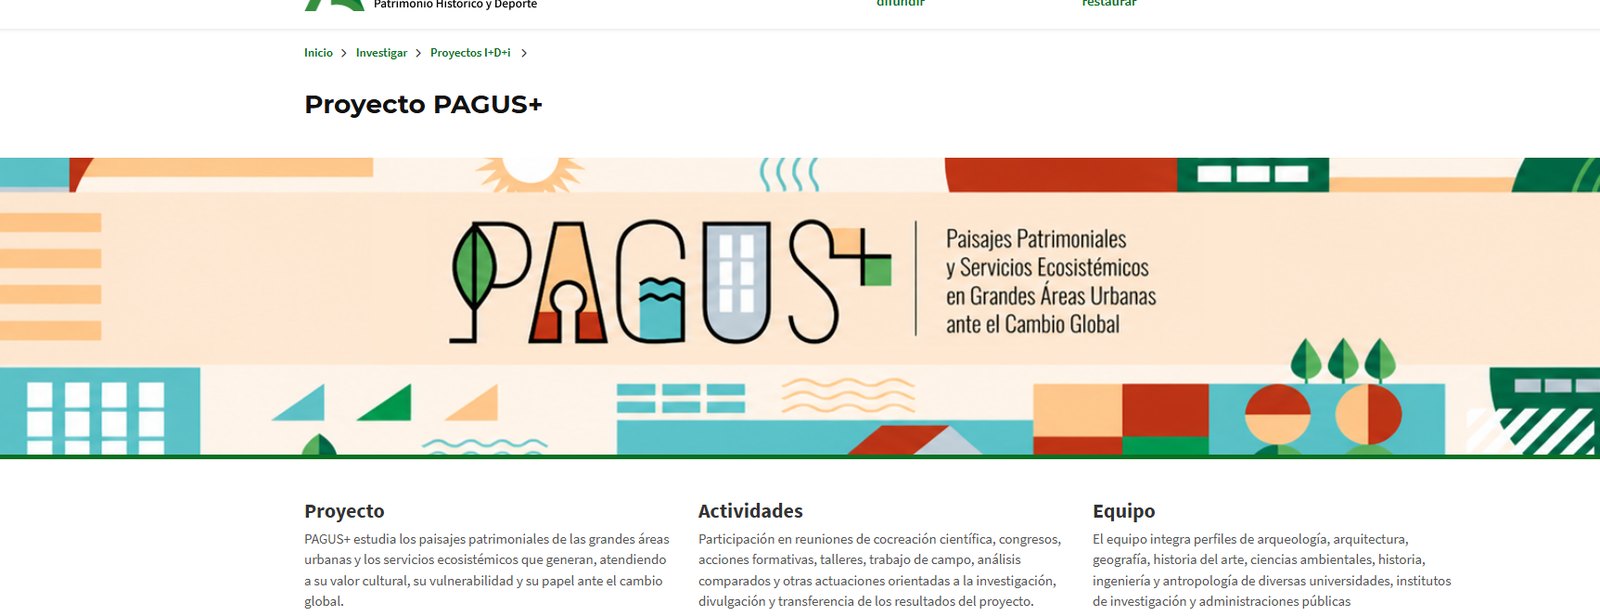 Patrimonio Histórico y Deporte
difundir
restaurar
Inicio > Investigar > Proyectos I+D+i >
Proyecto PAGUS+
PAGUS+
Paisajes Patrimoniales
y Servicios Ecosistémicos
en Grandes Áreas Urbanas
ante el Cambio Global
Proyecto
PAGUS+ estudia los paisajes patrimoniales de las grandes áreas
urbanas y los servicios ecosistémicos que generan, atendiendo
a su valor cultural, su vulnerabilidad y su papel ante el cambio
global.
Actividades
Participación en reuniones de cocreación científica, congresos,
acciones formativas, talleres, trabajo de campo, análisis
comparados y otras actuaciones orientadas a la investigación,
divulgación y transferencia de los resultados del proyecto.
Equipo
El equipo integra perfiles de arqueología, arquitectura,
geografía, historia del arte, ciencias ambientales, historia,
ingeniería y antropología de diversas universidades, institutos
de investigación y administraciones públicas